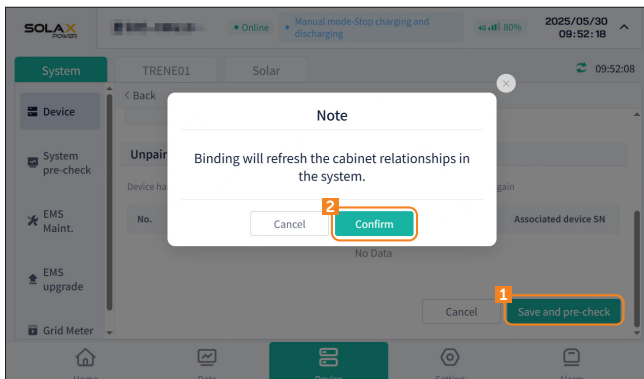 SOLAX
POWER
Online
Manual mode-Stop charging and
discharging
4G
80%
2025/05/30
09:52:18
System
TRENE01
Solar
09:52:08
< Back
Device
System
pre-check
EMS
Maint.
EMS
upgrade
Grid Meter
Note
Binding will refresh the cabinet relationships in
the system.
2
Cancel
Confirm
Unpair
Device ha
gain
No.
Associated device SN
No Data
1
Cancel
Save and pre-check
Home
Data
Device
Setting
Alarm